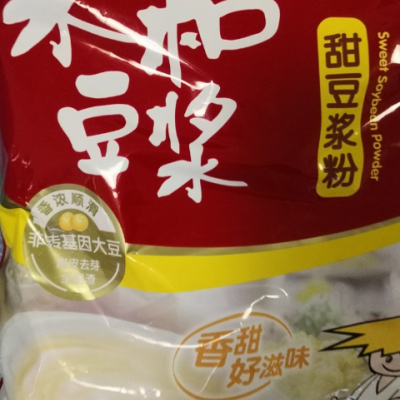 永和
豆浆
甜豆浆粉
Sweet Soybean Powder
香浓顺滑
非转基因大豆
香甜
好滋味